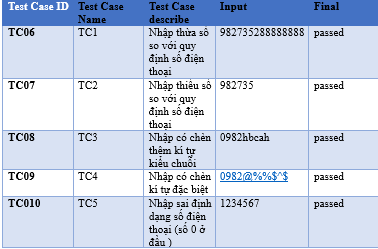 Test Case ID Test Case Name Test Case describe Input Final
TC06 TC1 Nhập thừa số so với quy định số điện thoại 982735288888888 passed
TC07 TC2 Nhập thiếu số so với quy định số điện thoại 982735 passed
TC08 TC3 Nhập có chèn thêm kí tự kiểu chuỗi 0982hbcah passed
TC09 TC4 Nhập có chèn kí tự đặc biệt 0982@%%$^$ passed
TC010 TC5 Nhập sai định dạng số điện thoại (số 0 ở đầu ) 1234567 passed